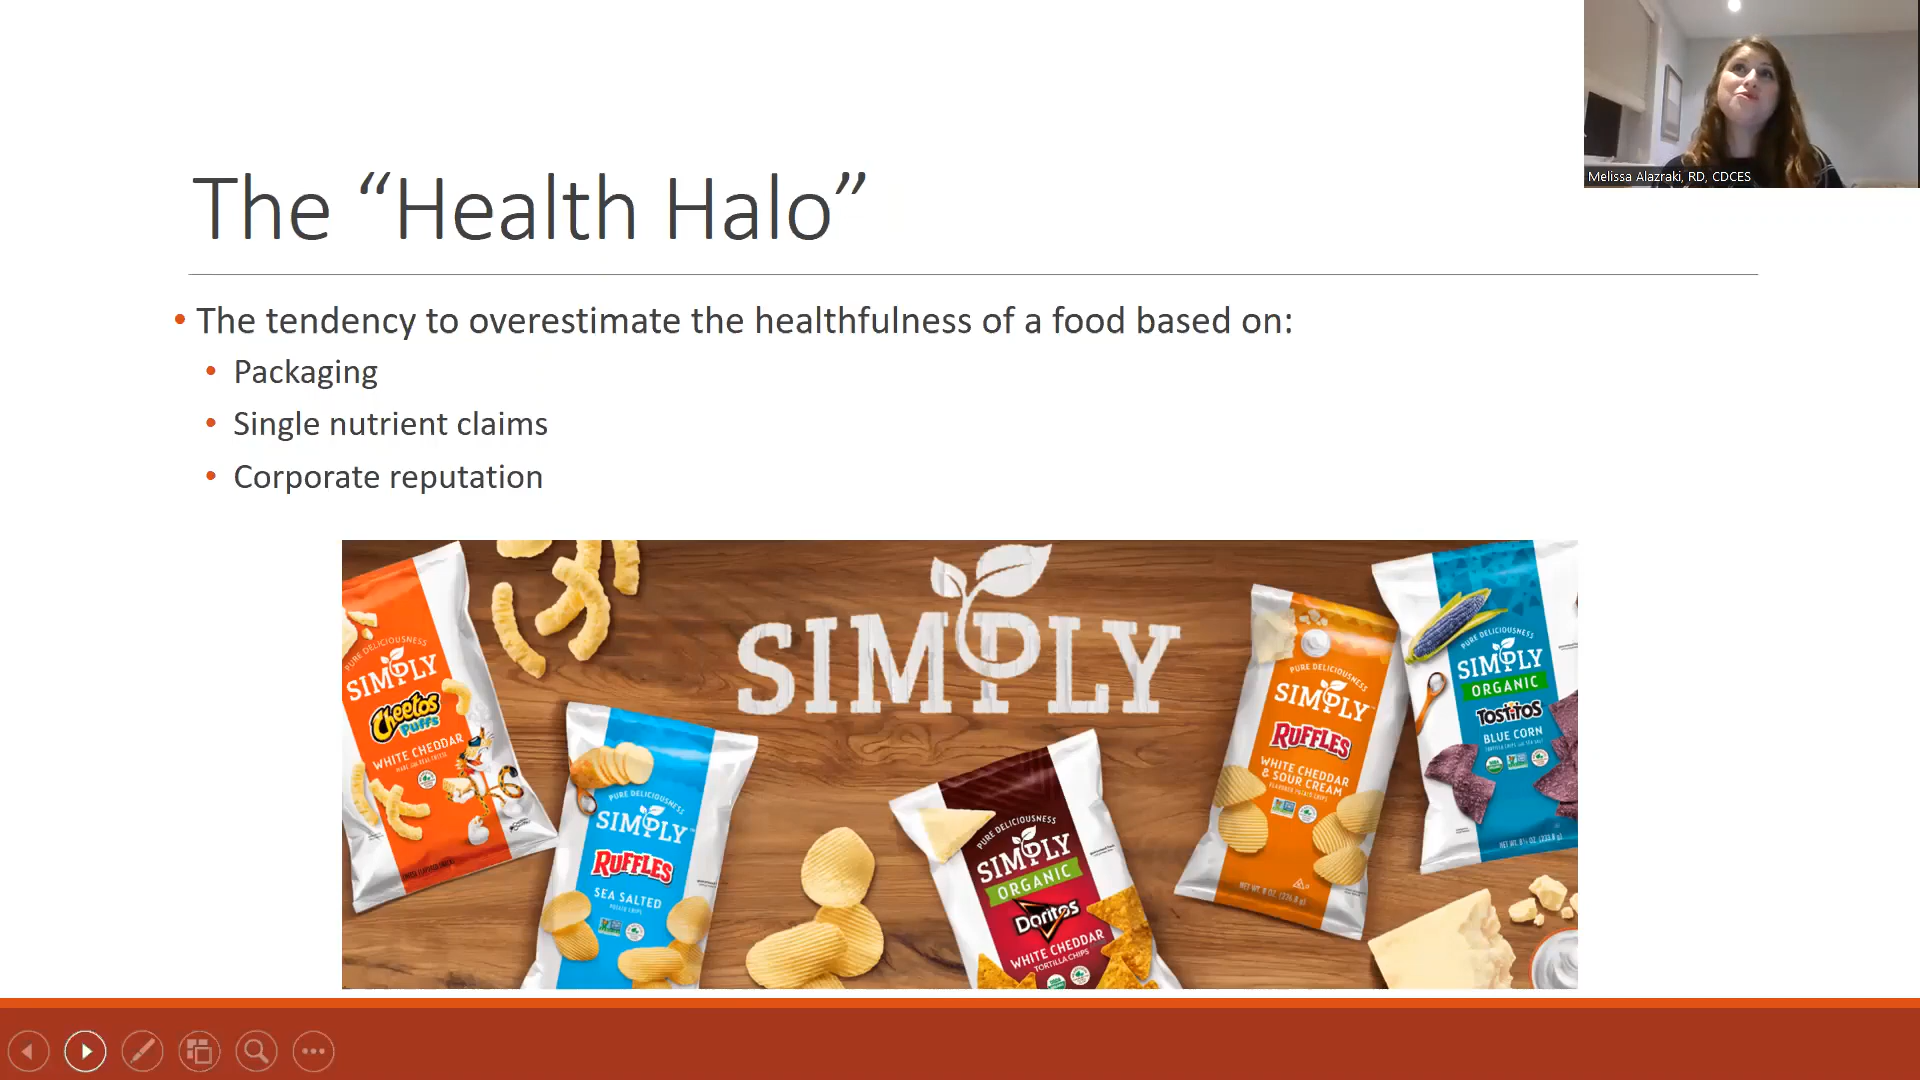 Melissa Alazraki, RD, CDCES
The “Health Halo”
• The tendency to overestimate the healthfulness of a food based on:
• Packaging
• Single nutrient claims
• Corporate reputation
SIMPLY
PURE DELICIOUSNESS
SIMPLY
Cheetos
Puffs
WHITE CHEDDAR
MADE WITH REAL CHEESE
PURE DELICIOUSNESS
SIMPLY
RUFFLES
SEA SALTED
POTATO CHIPS
PURE DELICIOUSNESS
SIMPLY
ORGANIC
Doritos
WHITE CHEDDAR
TORTILLA CHIPS
PURE DELICIOUSNESS
SIMPLY
RUFFLES
WHITE CHEDDAR
& SOUR CREAM
FLAVORED POTATO CHIPS
NET WT. 8 OZ. (226.8 g)
PURE DELICIOUSNESS
SIMPLY
ORGANIC
TOSTITOS
BLUE CORN
TORTILLA CHIPS WITH SEA SALT